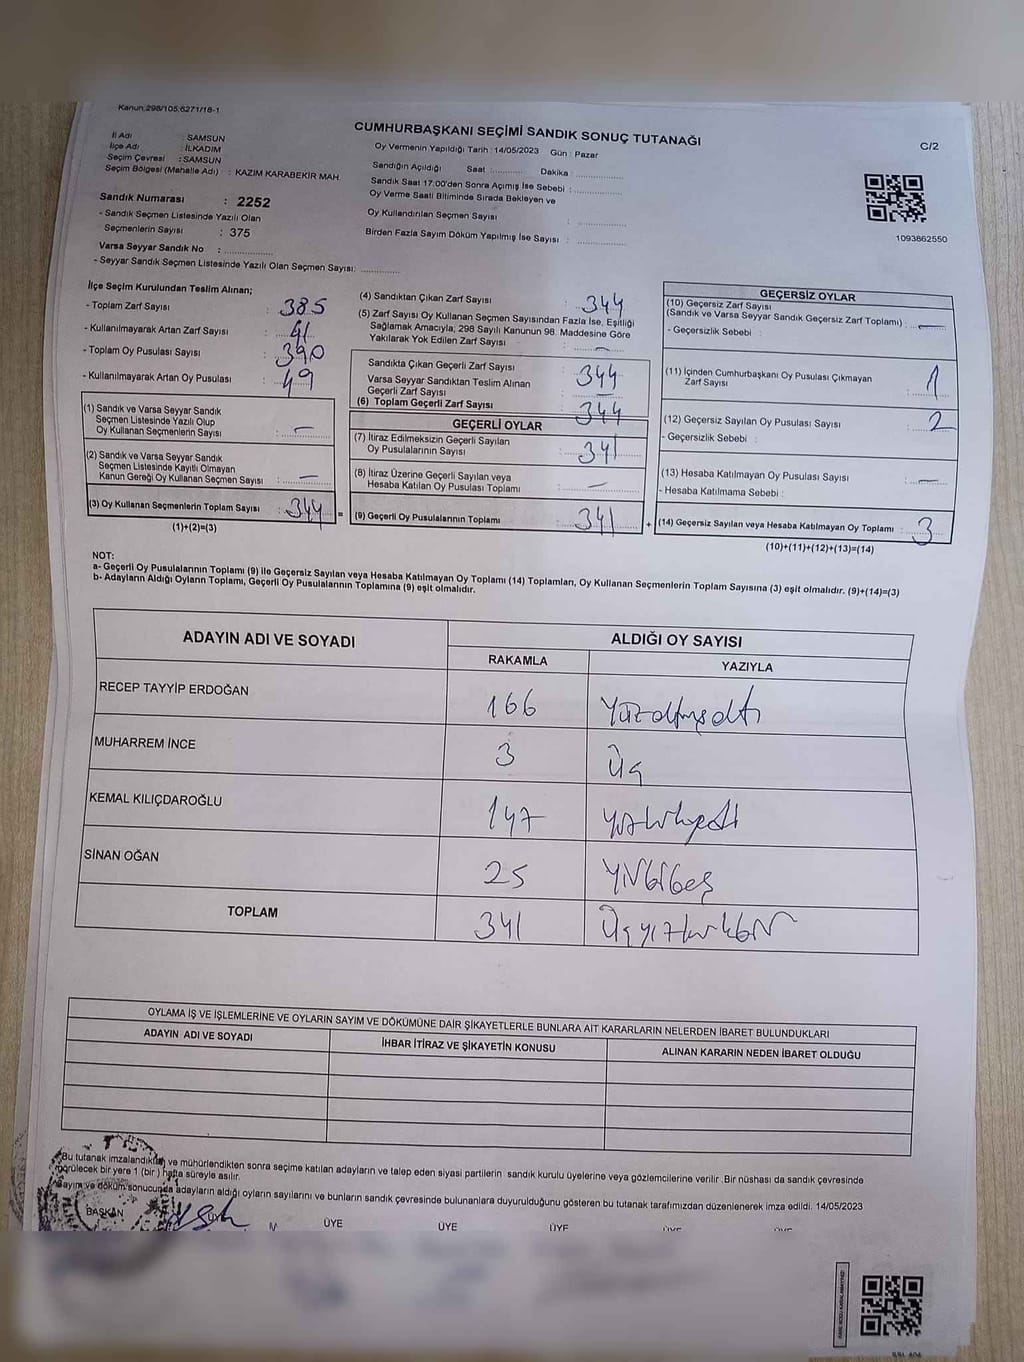 Kanun:298/105;6271/18-1
CUMHURBAŞKANI SEÇİMİ SANDIK SONUÇ TUTANAĞI
C/2
İl Adı : SAMSUN
İlçe Adı : İLKADIM
Seçim Çevresi : SAMSUN
Seçim Bölgesi (Mahalle Adı) : KAZIM KARABEKİR MAH.
Sandık Numarası : 2252
- Sandık Seçmen Listesinde Yazılı Olan
Seçmenlerin Sayısı : 375
Varsa Seyyar Sandık No :
- Seyyar Sandık Seçmen Listesinde Yazılı Olan Seçmen Sayısı:
Oy Vermenin Yapıldığı Tarih : 14/05/2023 Gün : Pazar
Sandığın Açıldığı Saat : Dakika
Sandık Saat 17:00'den Sonra Açımış İse Sebebi :
Oy Verme Saati Bitiminde Sırada Bekleyen ve
Oy Kullandırılan Seçmen Sayısı :
Birden Fazla Sayım Döküm Yapılmış İse Sayısı :
1093862550
İlçe Seçim Kurulundan Teslim Alınan;
- Toplam Zarf Sayısı : 385
- Kullanılmayarak Artan Zarf Sayısı : 41
- Toplam Oy Pusulası Sayısı : 390
- Kullanılmayarak Artan Oy Pusulası : 49
(1) Sandık ve Varsa Seyyar Sandık
Seçmen Listesinde Yazılı Olup
Oy Kullanan Seçmenlerin Sayısı : –
(2) Sandık ve Varsa Seyyar Sandık
Seçmen Listesinde Kayıtlı Olmayan
Kanun Gereği Oy Kullanan Seçmen Sayısı : –
(3) Oy Kullanan Seçmenlerin Toplam Sayısı : 344 =
(1)+(2)=(3)
(4) Sandıktan Çıkan Zarf Sayısı : 344
(5) Zarf Sayısı Oy Kullanan Seçmen Sayısından Fazla İse, Eşitliği
Sağlamak Amacıyla; 298 Sayılı Kanunun 98. Maddesine Göre
Yakılarak Yok Edilen Zarf Sayısı : –
Sandıkta Çıkan Geçerli Zarf Sayısı : 344
Varsa Seyyar Sandıktan Teslim Alınan
Geçerli Zarf Sayısı : –
(6) Toplam Geçerli Zarf Sayısı : 344
GEÇERLİ OYLAR
(7) İtiraz Edilmeksizin Geçerli Sayılan
Oy Pusulalarının Sayısı : 341
(8) İtiraz Üzerine Geçerli Sayılan veya
Hesaba Katılan Oy Pusulası Toplamı : –
(9) Geçerli Oy Pusulalarının Toplamı : 341 +
GEÇERSİZ OYLAR
(10) Geçersiz Zarf Sayısı
(Sandık ve Varsa Seyyar Sandık Geçersiz Zarf Toplamı) : –
- Geçersizlik Sebebi :
(11) İçinden Cumhurbaşkanı Oy Pusulası Çıkmayan
Zarf Sayısı : 1
(12) Geçersiz Sayılan Oy Pusulası Sayısı : 2
- Geçersizlik Sebebi :
(13) Hesaba Katılmayan Oy Pusulası Sayısı : –
- Hesaba Katılmama Sebebi :
(14) Geçersiz Sayılan veya Hesaba Katılmayan Oy Toplamı : 3
(10)+(11)+(12)+(13)=(14)
NOT:
a- Geçerli Oy Pusulalarının Toplamı (9) ile Geçersiz Sayılan veya Hesaba Katılmayan Oy Toplamı (14) Toplamları, Oy Kullanan Seçmenlerin Toplam Sayısına (3) eşit olmalıdır. (9)+(14)=(3)
b- Adayların Aldığı Oyların Toplamı, Geçerli Oy Pusulalarının Toplamına (9) eşit olmalıdır.
ADAYIN ADI VE SOYADI ALDIĞI OY SAYISI
RAKAMLA YAZIYLA
RECEP TAYYİP ERDOĞAN 166 Yüzaltmışaltı
MUHARREM İNCE 3 Üç
KEMAL KILIÇDAROĞLU 147 Yüzkırkyedi
SİNAN OĞAN 25 Yirmibeş
TOPLAM 341 Üçyüzkırkbir
OYLAMA İŞ VE İŞLEMLERİNE VE OYLARIN SAYIM VE DÖKÜMÜNE DAİR ŞİKAYETLERLE BUNLARA AİT KARARLARIN NELERDEN İBARET BULUNDUKLARI
ADAYIN ADI VE SOYADI İHBAR İTİRAZ VE ŞİKAYETİN KONUSU ALINAN KARARIN NEDEN İBARET OLDUĞU
Bu tutanak imzalandıktan ve mühürlendikten sonra seçime katılan adayların ve talep eden siyasi partilerin sandık kurulu üyelerine veya gözlemcilerine verilir .Bir nüshası da sandık çevresinde
görülecek bir yere 1 (bir ) hafta süreyle asılır.
Sayım ve döküm sonucunda adayların aldığı oyların sayılarını ve bunların sandık çevresinde bulunanlara duyurulduğunu gösteren bu tutanak tarafımızdan düzenlenerek imza edildi. 14/05/2023
BAŞKAN ÜYE ÜYE ÜYE ÜYE